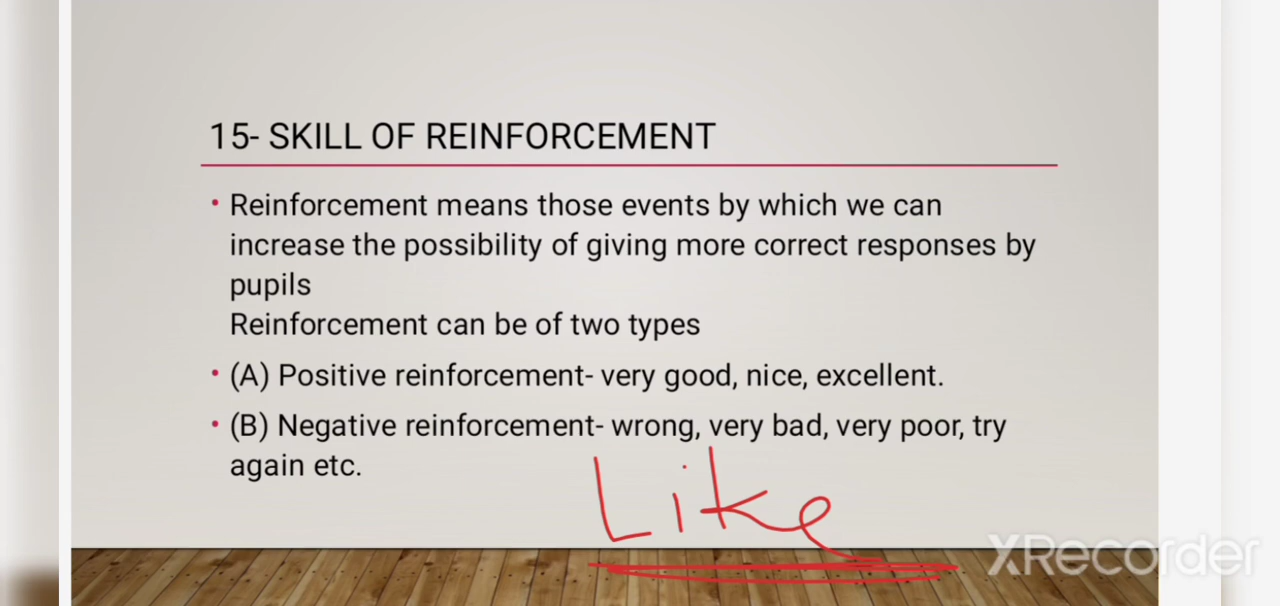 15- SKILL OF REINFORCEMENT
• Reinforcement means those events by which we can
increase the possibility of giving more correct responses by
pupils
Reinforcement can be of two types
• (A) Positive reinforcement- very good, nice, excellent.
• (B) Negative reinforcement- wrong, very bad, very poor, try
again etc.
Like
XRecorder